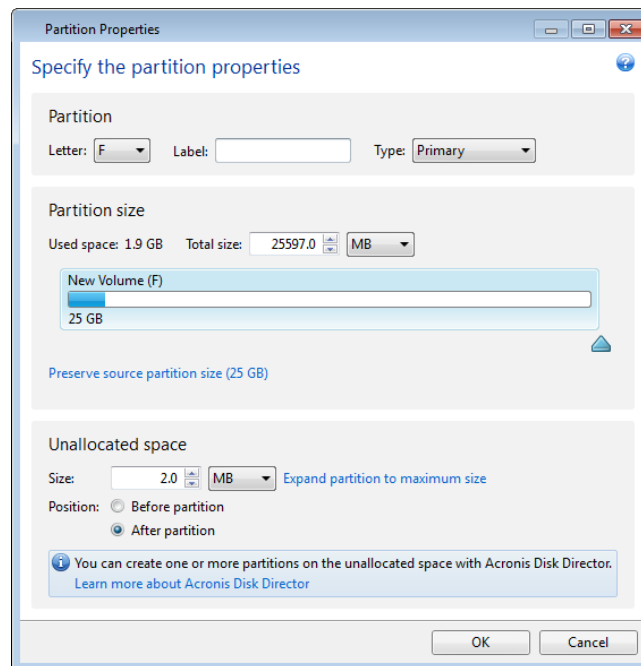 Partition Properties
Specify the partition properties
Partition
Letter: F Label: Type: Primary
Partition size
Used space: 1.9 GB Total size: 25597.0 MB
New Volume (F)
25 GB
Preserve source partition size (25 GB)
Unallocated space
Size: 2.0 MB Expand partition to maximum size
Position: Before partition
After partition
You can create one or more partitions on the unallocated space with Acronis Disk Director.
Learn more about Acronis Disk Director
OK Cancel